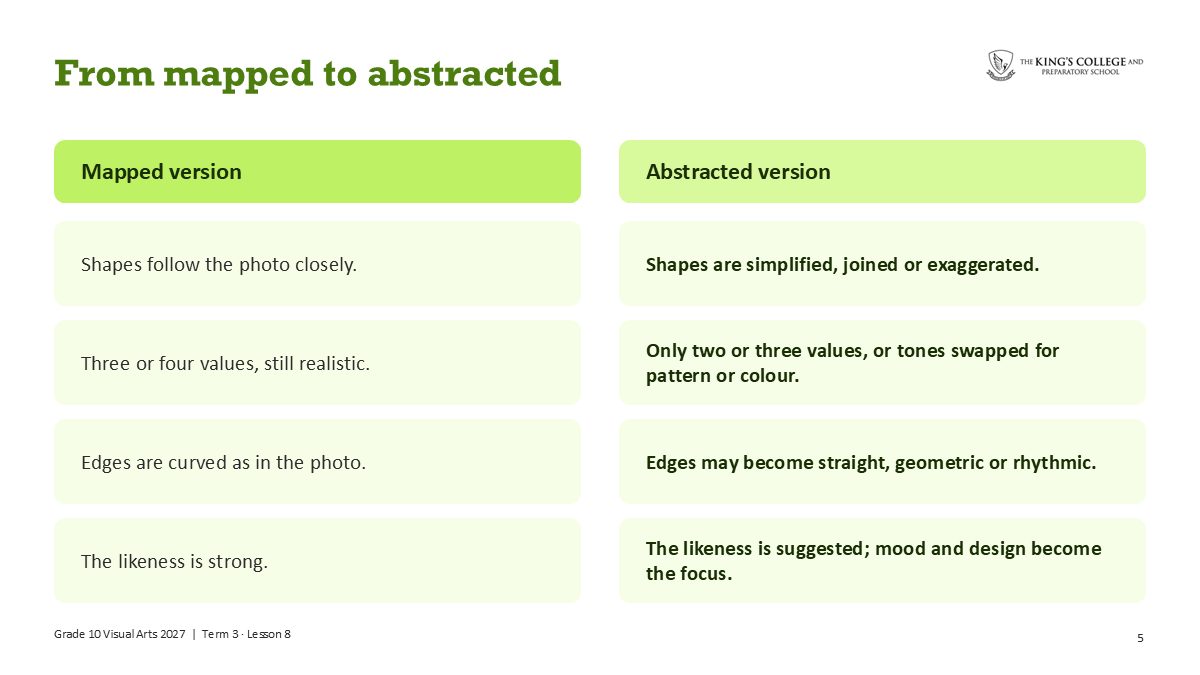 From mapped to abstracted
THE KING'S COLLEGE AND
PREPARATORY SCHOOL
Mapped version
Abstracted version
Shapes follow the photo closely.
Shapes are simplified, joined or exaggerated.
Three or four values, still realistic.
Only two or three values, or tones swapped for
pattern or colour.
Edges are curved as in the photo.
Edges may become straight, geometric or rhythmic.
The likeness is strong.
The likeness is suggested; mood and design become
the focus.
Grade 10 Visual Arts 2027 | Term 3 · Lesson 8
5